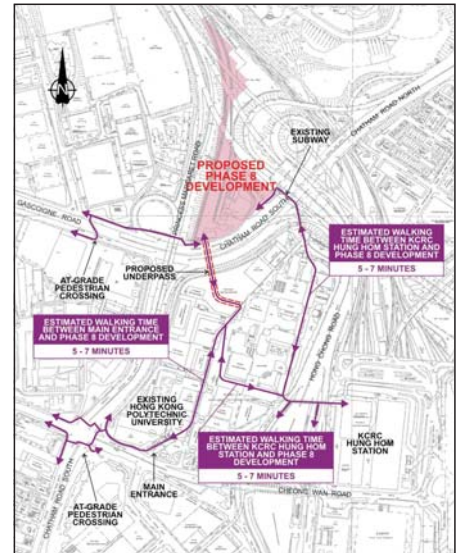 N
CHATHAM ROAD NORTH
EXISTING
SUBWAY
PROPOSED
PHASE 8
DEVELOPMENT
PRINCESS MARGARET ROAD
GASCOIGNE ROAD
CHATHAM ROAD SOUTH
ESTIMATED WALKING
TIME BETWEEN KCRC
HUNG HOM STATION AND
PHASE 8 DEVELOPMENT
5 - 7 MINUTES
AT-GRADE
PEDESTRIAN
CROSSING
PROPOSED
UNDERPASS
ESTIMATED WALKING TIME
BETWEEN MAIN ENTRANCE
AND PHASE 8 DEVELOPMENT
5 - 7 MINUTES
HONG CHONG ROAD
EXISTING
HONG KONG
POLYTECHNIC
UNIVERSITY
KCRC
HUNG HOM
STATION
ESTIMATED WALKING TIME
BETWEEN KCRC HUNG HOM
STATION AND PHASE 8
DEVELOPMENT
5 - 7 MINUTES
MAIN
ENTRANCE
CHEONG WAN ROAD
CHATHAM ROAD SOUTH
AT-GRADE
PEDESTRIAN
CROSSING